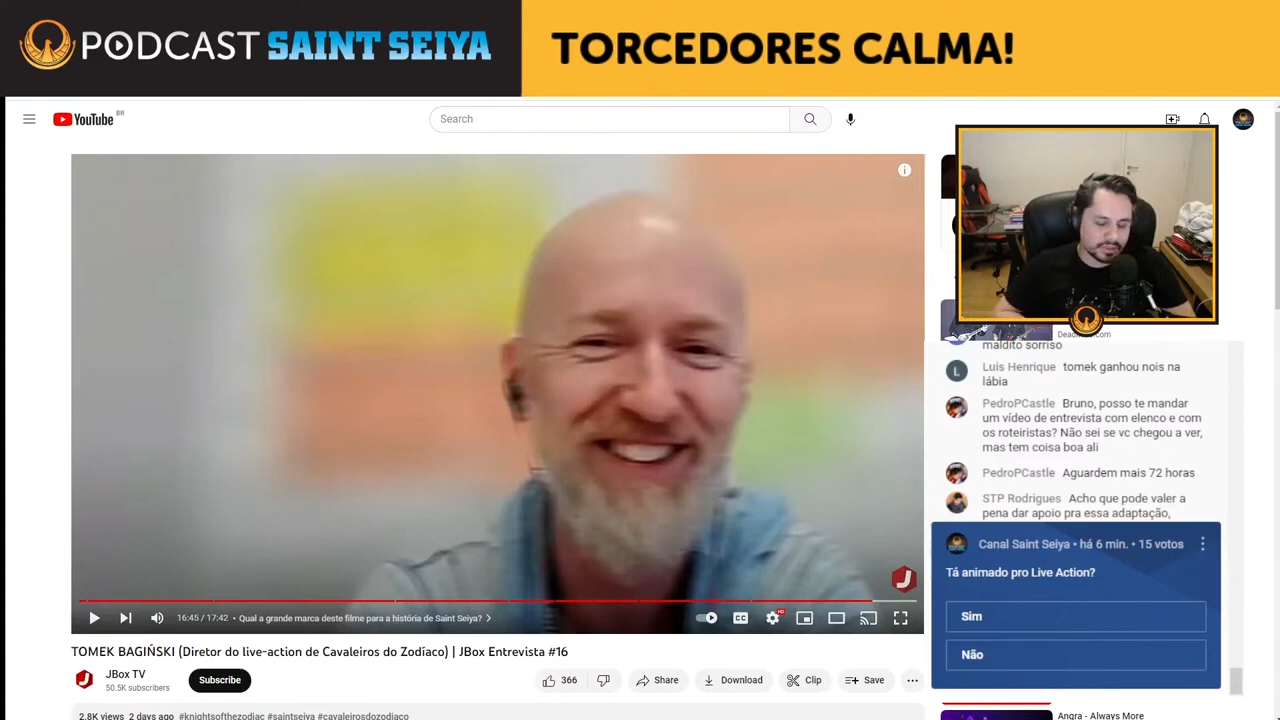 PODCAST SAINT SEIYA
TORCEDORES CALMA!
YouTube BR
Search
Deadman.com
maldito sorriso
L Luis Henrique tomek ganhou nois na
lábia
PedroPCastle Bruno, posso te mandar
um vídeo de entrevista com elenco e com
os roteiristas? Não sei se vc chegou a ver,
mas tem coisa boa ali
PedroPCastle Aguardem mais 72 horas
STP Rodrigues Acho que pode valer a
pena dar apoio pra essa adaptação,
Canal Saint Seiya • há 6 min. • 15 votos
Tá animado pro Live Action?
Sim
Não
J
16:45 / 17:42 • Qual a grande marca deste filme para a história de Saint Seiya?
CC
HD
TOMEK BAGIŃSKI (Diretor do live-action de Cavaleiros do Zodíaco) | JBox Entrevista #16
JBox TV
50.5K subscribers
Subscribe
366
Share
Download
Clip
Save
2.8K views 2 days ago #knightsofthezodiac #saintseiya #cavaleirosdozodiaco
Angra - Always More